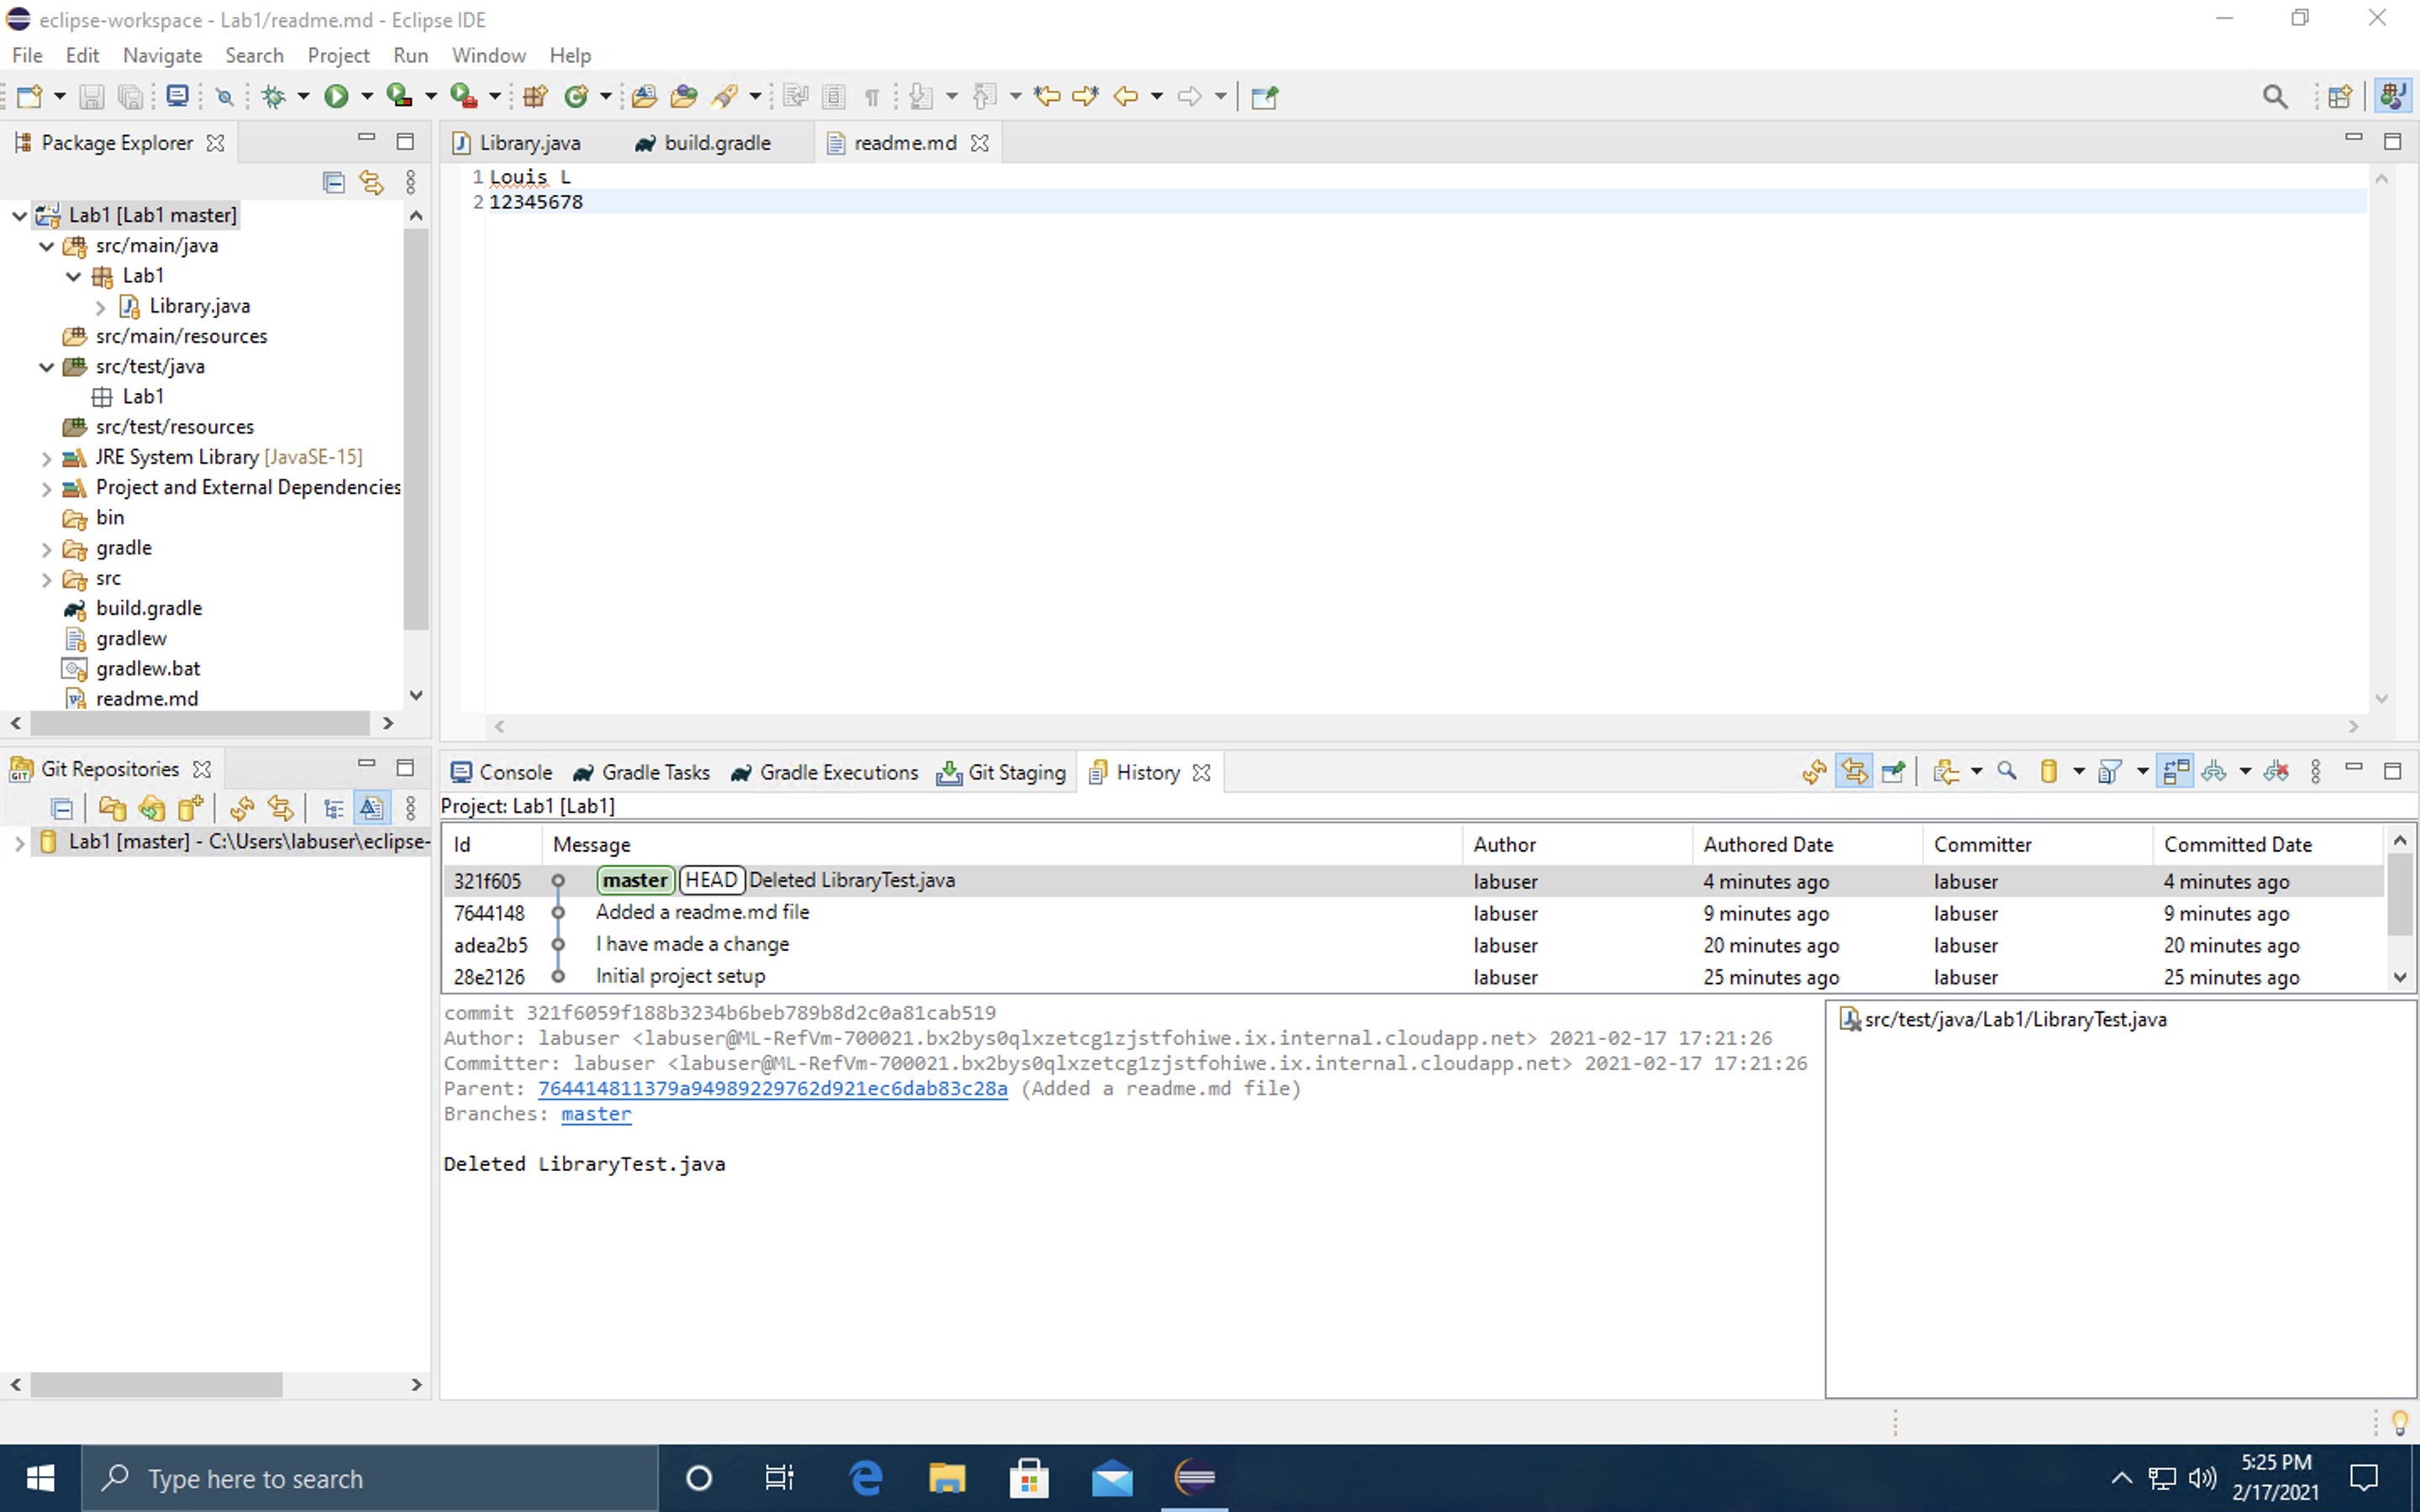 eclipse-workspace - Lab1/readme.md - Eclipse IDE
File Edit Navigate Search Project Run Window Help
Package Explorer
Library.java build.gradle readme.md
Lab1 [Lab1 master]
src/main/java
Lab1
Library.java
src/main/resources
src/test/java
Lab1
src/test/resources
JRE System Library [JavaSE-15]
Project and External Dependencies
bin
gradle
src
build.gradle
gradlew
gradlew.bat
readme.md
1 Louis L
2 12345678
Git Repositories
Lab1 [master] - C:\Users\labuser\eclipse-
Console Gradle Tasks Gradle Executions Git Staging History
Project: Lab1 [Lab1]
Id Message Author Authored Date Committer Committed Date
321f605 master HEAD Deleted LibraryTest.java labuser 4 minutes ago labuser 4 minutes ago
7644148 Added a readme.md file labuser 9 minutes ago labuser 9 minutes ago
adea2b5 I have made a change labuser 20 minutes ago labuser 20 minutes ago
28e2126 Initial project setup labuser 25 minutes ago labuser 25 minutes ago
commit 321f6059f188b3234b6beb789b8d2c0a81cab519
Author: labuser <labuser@ML-RefVm-700021.bx2bys0qlxzetcg1zjstfohiwe.ix.internal.cloudapp.net> 2021-02-17 17:21:26
Committer: labuser <labuser@ML-RefVm-700021.bx2bys0qlxzetcg1zjstfohiwe.ix.internal.cloudapp.net> 2021-02-17 17:21:26
Parent: 764414811379a94989229762d921ec6dab83c28a (Added a readme.md file)
Branches: master
Deleted LibraryTest.java
src/test/java/Lab1/LibraryTest.java
Type here to search
5:25 PM
2/17/2021